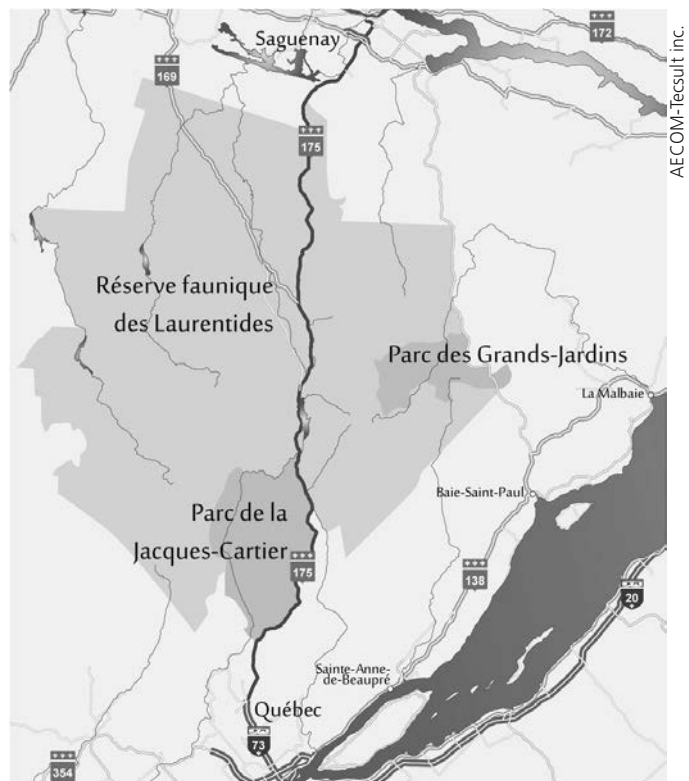 Saguenay
172
169
AECOM-Tecsult inc.
175
Réserve faunique
des Laurentides
Parc des Grands-Jardins
La Malbaie
Baie-Saint-Paul
Parc de la
Jacques-Cartier
175
138
20
Sainte-Anne-
de-Beaupré
Québec
73
354